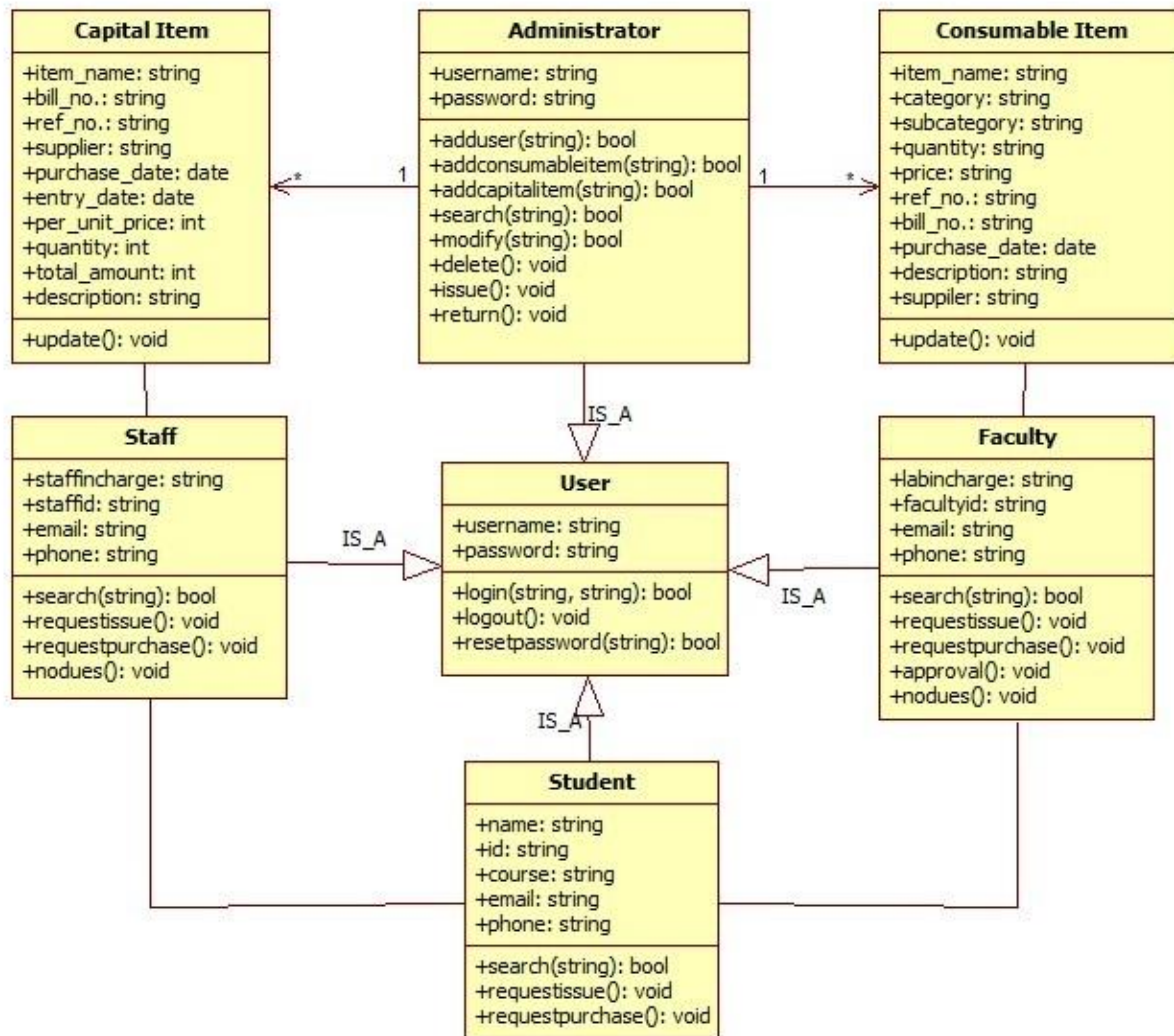 Capital Item
+item_name: string
+bill_no.: string
+ref_no.: string
+supplier: string
+purchase_date: date
+entry_date: date
+per_unit_price: int
+quantity: int
+total_amount: int
+description: string
+update(): void
Administrator
+username: string
+password: string
+adduser(string): bool
+addconsumableitem(string): bool
+addcapitalitem(string): bool
+search(string): bool
+modify(string): bool
+delete(): void
+issue(): void
+return(): void
Consumable Item
+item_name: string
+category: string
+subcategory: string
+quantity: string
+price: string
+ref_no.: string
+bill_no.: string
+purchase_date: date
+description: string
+suppiler: string
+update(): void
*
1
1
*
IS_A
Staff
+staffincharge: string
+staffid: string
+email: string
+phone: string
+search(string): bool
+requestissue(): void
+requestpurchase(): void
+nodues(): void
IS_A
User
+username: string
+password: string
+login(string, string): bool
+logout(): void
+resetpassword(string): bool
IS_A
Faculty
+labincharge: string
+facultyid: string
+email: string
+phone: string
+search(string): bool
+requestissue(): void
+requestpurchase(): void
+approval(): void
+nodues(): void
IS_A
Student
+name: string
+id: string
+course: string
+email: string
+phone: string
+search(string): bool
+requestissue(): void
+requestpurchase(): void